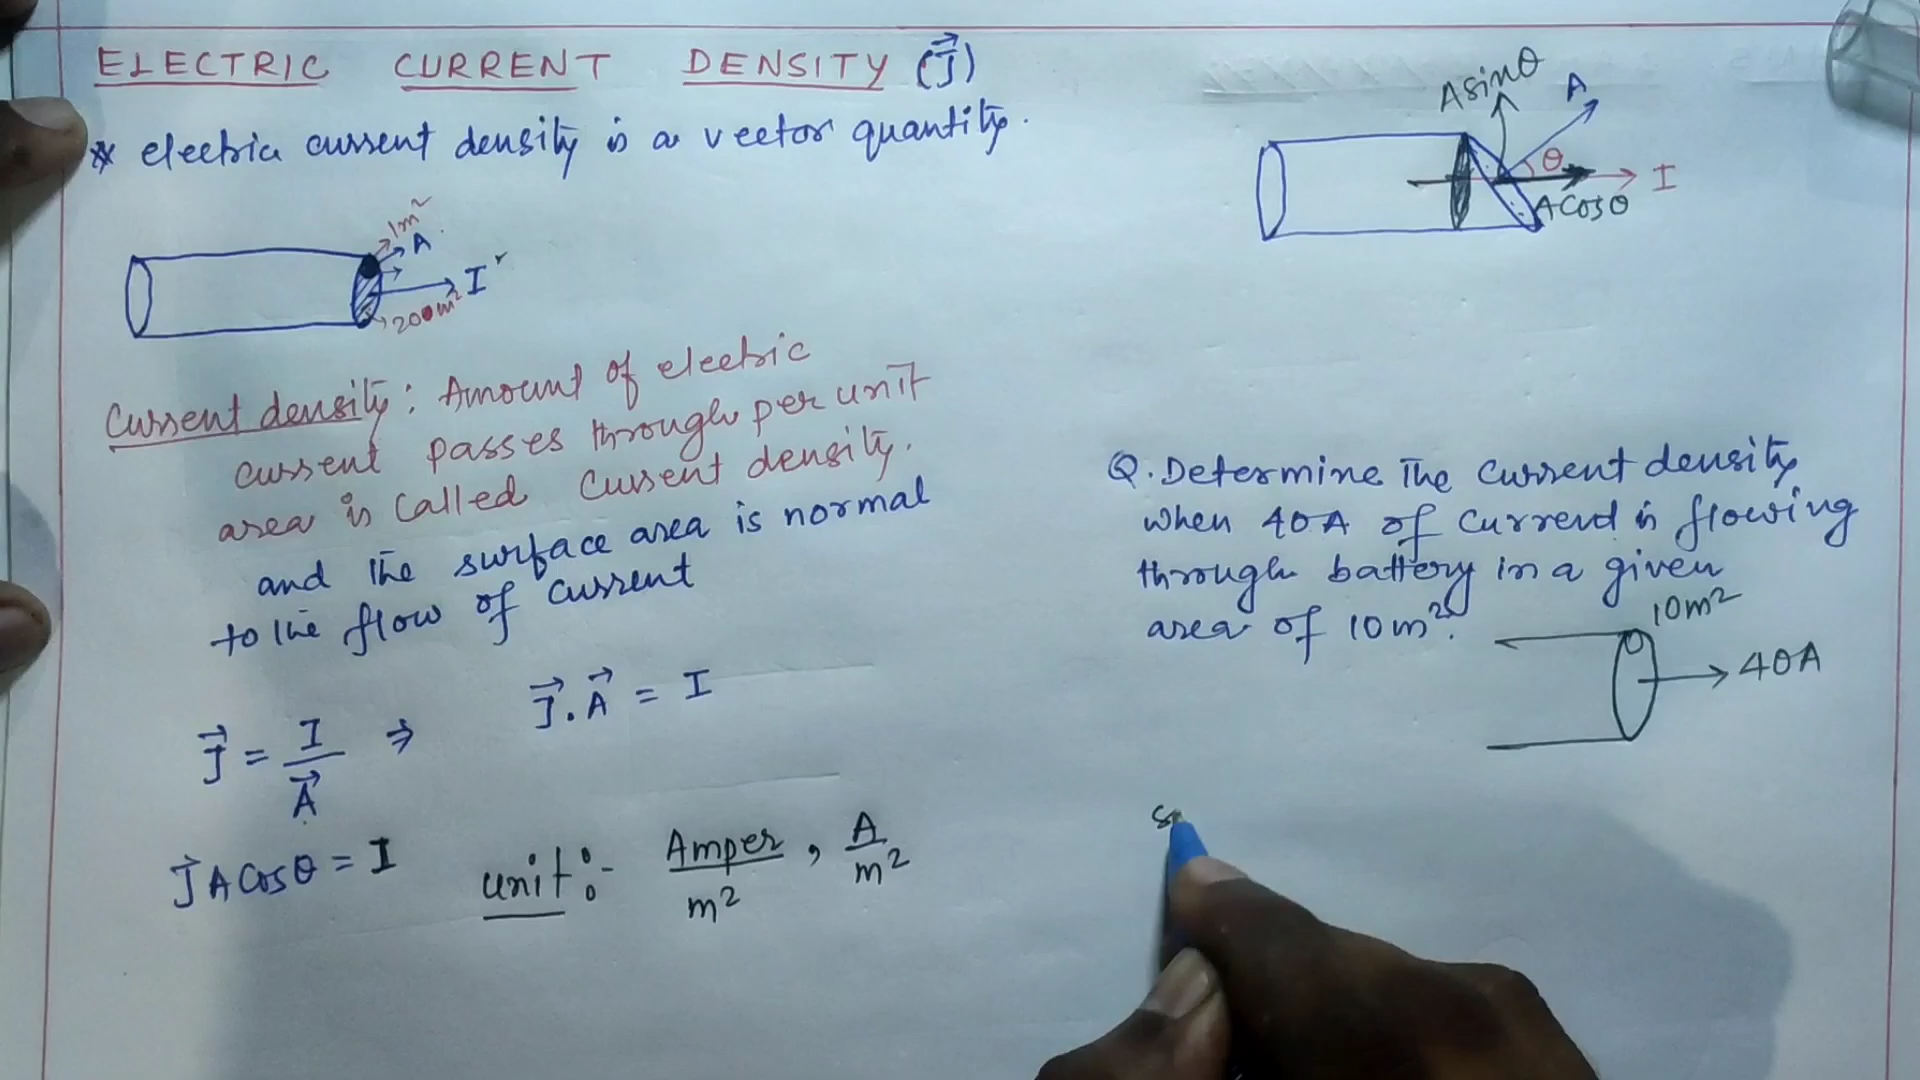 ELECTRIC CURRENT DENSITY (J⃗)
* electric current density is a vector quantity.
1m²
A
I
200m²
Current density: Amount of electric
current passes through per unit
area is called current density.
and the surface area is normal
to the flow of current
J⃗ = I/A⃗ ⇒ J⃗.A⃗ = I
J⃗ A Cosθ = I
unit:- Amper/m², A/m²
Asinθ
A
θ
I
ACosθ
Q. Determine The current density
when 40A of current is flowing
through battery in a given
area of 10m².
10m²
40A
S